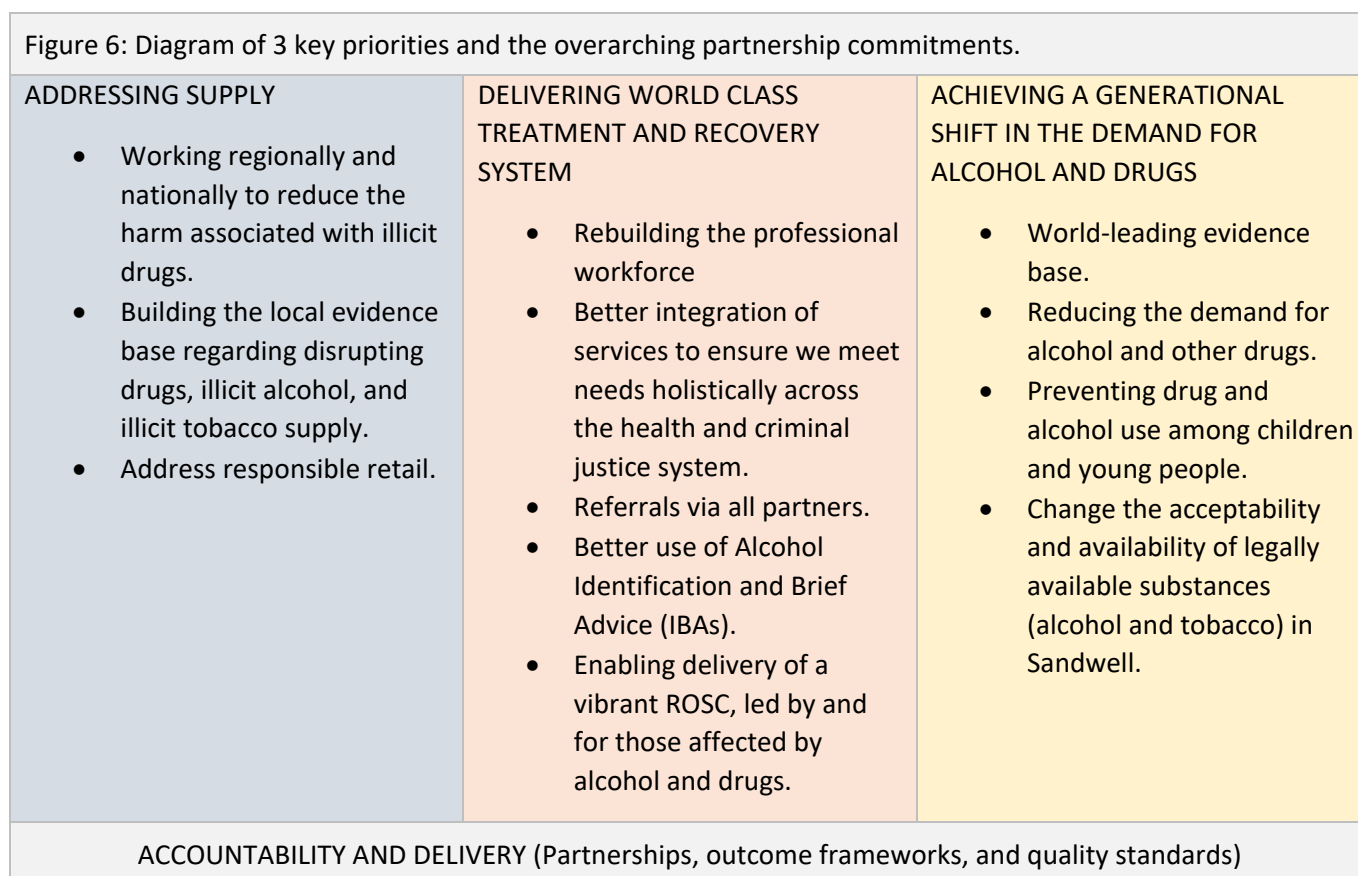 Figure 6: Diagram of 3 key priorities and the overarching partnership commitments.
ADDRESSING SUPPLY
• Working regionally and
nationally to reduce the
harm associated with illicit
drugs.
• Building the local evidence
base regarding disrupting
drugs, illicit alcohol, and
illicit tobacco supply.
• Address responsible retail.
DELIVERING WORLD CLASS
TREATMENT AND RECOVERY
SYSTEM
• Rebuilding the professional
workforce
• Better integration of
services to ensure we meet
needs holistically across
the health and criminal
justice system.
• Referrals via all partners.
• Better use of Alcohol
Identification and Brief
Advice (IBAs).
• Enabling delivery of a
vibrant ROSC, led by and
for those affected by
alcohol and drugs.
ACHIEVING A GENERATIONAL
SHIFT IN THE DEMAND FOR
ALCOHOL AND DRUGS
• World-leading evidence
base.
• Reducing the demand for
alcohol and other drugs.
• Preventing drug and
alcohol use among children
and young people.
• Change the acceptability
and availability of legally
available substances
(alcohol and tobacco) in
Sandwell.
ACCOUNTABILITY AND DELIVERY (Partnerships, outcome frameworks, and quality standards)